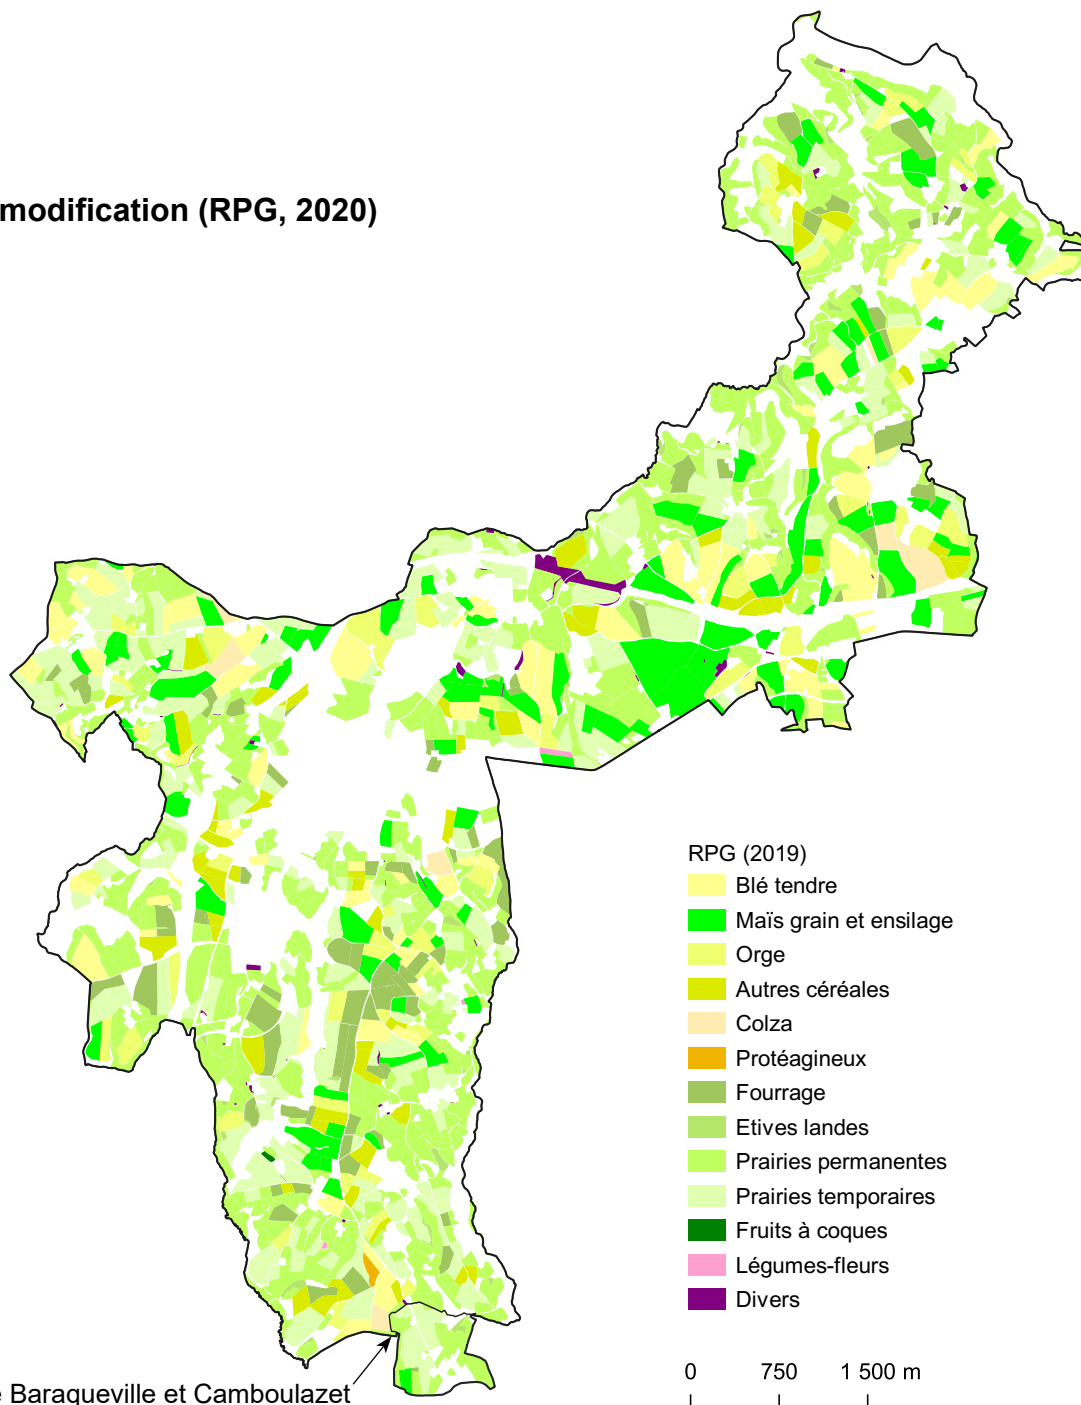 modification (RPG, 2020)
RPG (2019)
Blé tendre
Maïs grain et ensilage
Orge
Autres céréales
Colza
Protéagineux
Fourrage
Etives landes
Prairies permanentes
Prairies temporaires
Fruits à coques
Légumes-fleurs
Divers
0 750 1 500 m
e Baraqueville et Camboulazet